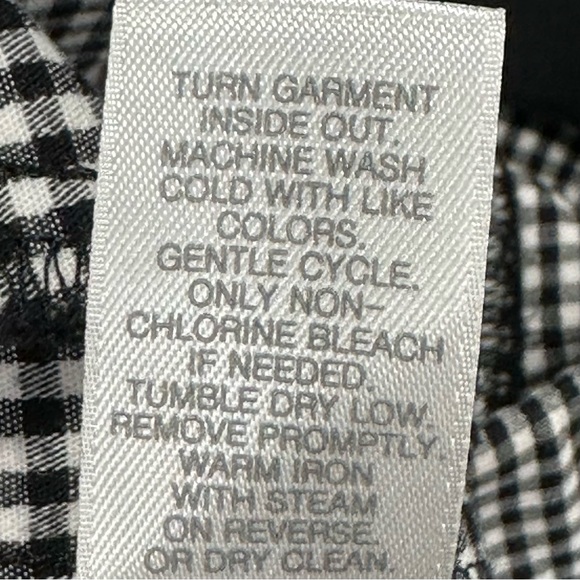 TURN GARMENT
INSIDE OUT.
MACHINE WASH
COLD WITH LIKE
COLORS.
GENTLE CYCLE.
ONLY NON-
CHLORINE BLEACH
IF NEEDED.
TUMBLE DRY LOW.
REMOVE PROMPTLY.
WARM IRON
WITH STEAM
ON REVERSE.
OR DRY CLEAN.